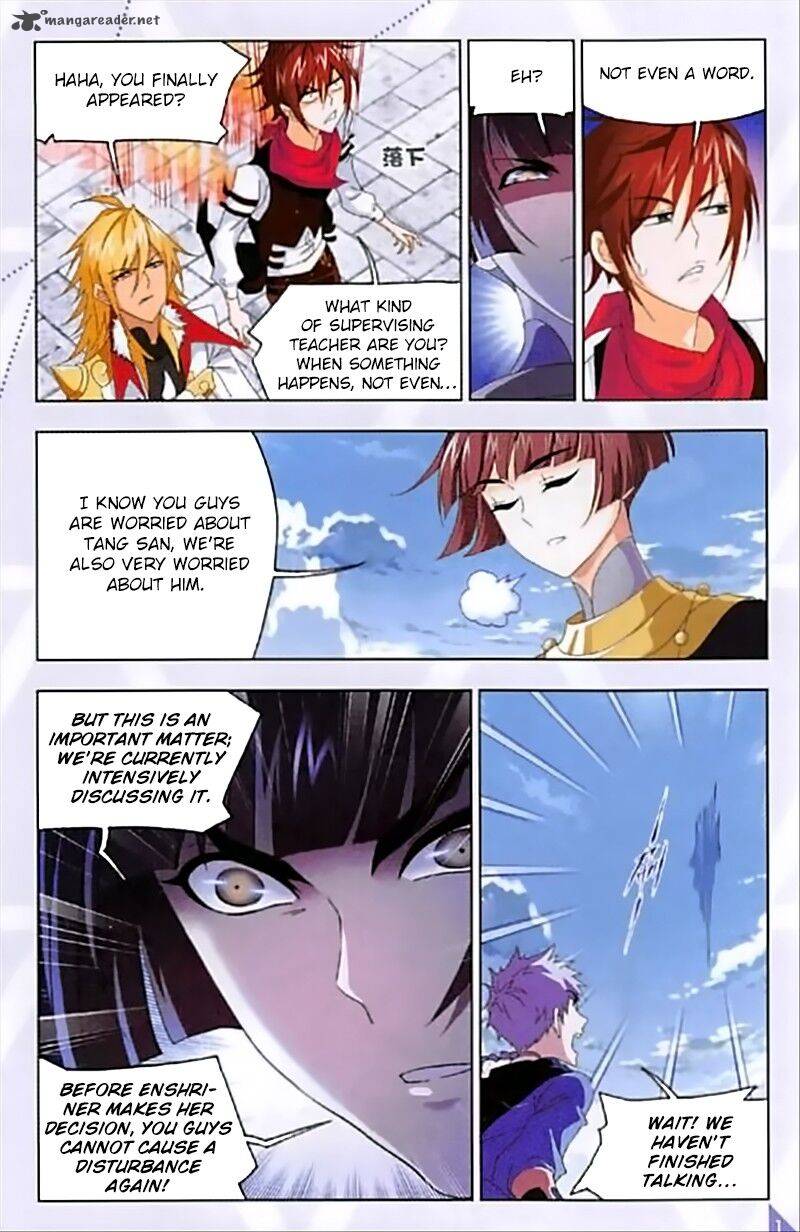 mangareader.net
HAHA, YOU FINALLY
APPEARED?
落下
WHAT KIND
OF SUPERVISING
TEACHER ARE YOU?
WHEN SOMETHING
HAPPENS, NOT EVEN...
EH?
NOT EVEN A WORD.
I KNOW YOU GUYS
ARE WORRIED ABOUT
TANG SAN, WE'RE
ALSO VERY WORRIED
ABOUT HIM.
BUT THIS IS AN
IMPORTANT MATTER;
WE'RE CURRENTLY
INTENSIVELY
DISCUSSING IT.
BEFORE ENSHRI-
NER MAKES HER
DECISION, YOU GUYS
CANNOT CAUSE A
DISTURBANCE
AGAIN!
WAIT! WE
HAVEN'T
FINISHED
TALKING...
1